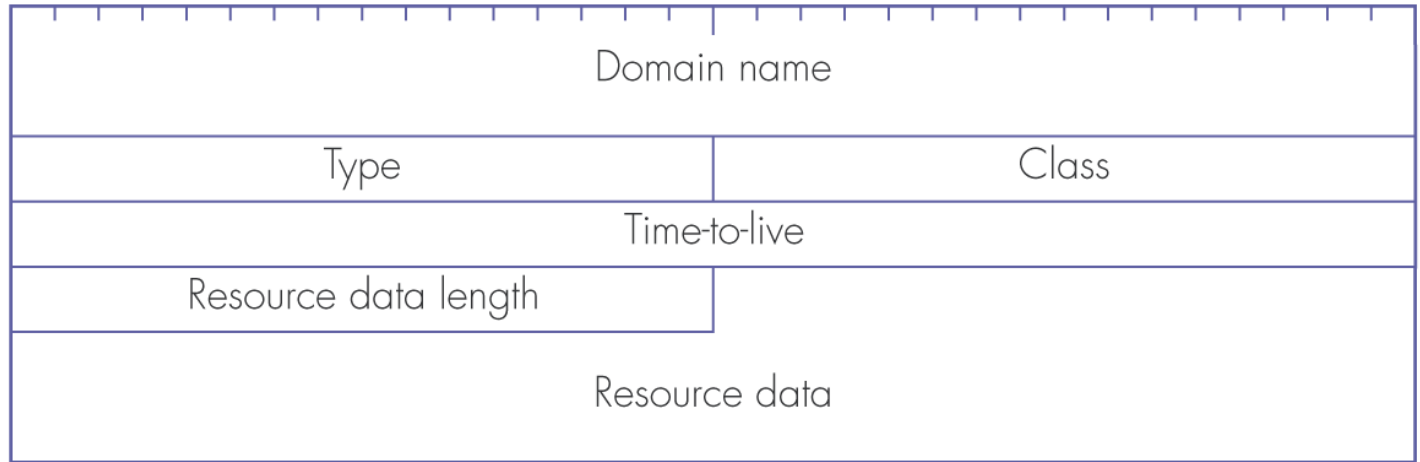 Domain name
Type
Class
Time-to-live
Resource data length
Resource data